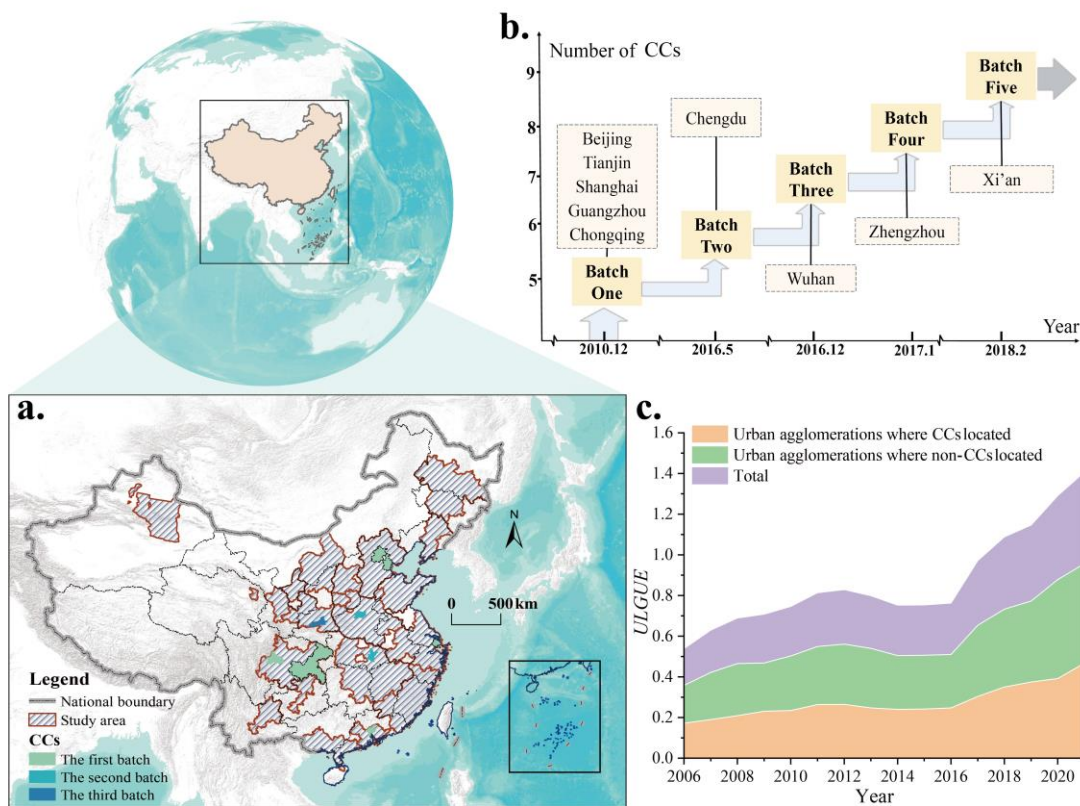 b.
Number of CCs
9
8
7
6
5
Beijing
Tianjin
Shanghai
Guangzhou
Chongqing
Batch
One
Chengdu
Batch
Two
Batch
Three
Wuhan
Batch
Four
Zhengzhou
Batch
Five
Xi’an
Year
2010.12
2016.5
2016.12
2017.1
2018.2
a.
N
0 500 km
Legend
National boundary
Study area
CCs
The first batch
The second batch
The third batch
c.
Urban agglomerations where CCs located
Urban agglomerations where non-CCs located
Total
ULGUE
1.6
1.4
1.2
1.0
0.8
0.6
0.4
0.2
0.0
2006 2008 2010 2012 2014 2016 2018 2020
Year